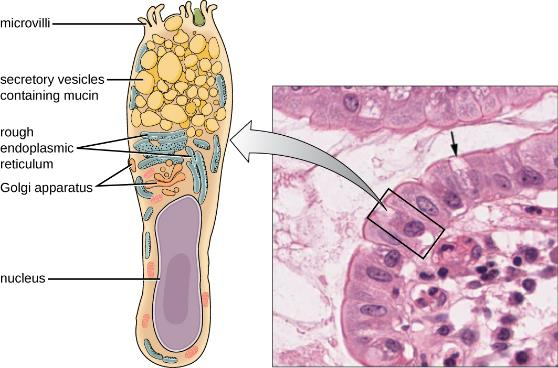 microvilli
secretory vesicles
containing mucin
rough
endoplasmic
reticulum
Golgi apparatus
nucleus